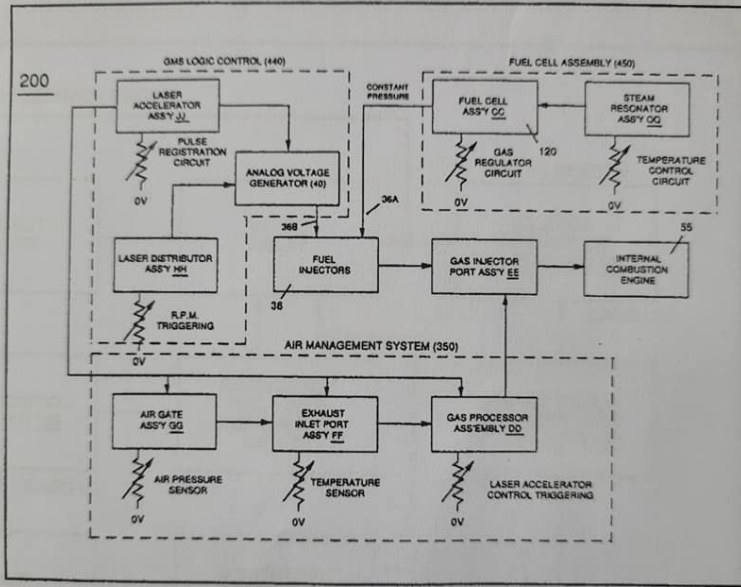 200
GMS LOGIC CONTROL (440)
LASER
ACCELERATOR
ASS'Y JJ
PULSE
REGISTRATION
CIRCUIT
0V
ANALOG VOLTAGE
GENERATOR (40)
LASER DISTRIBUTOR
ASS'Y HH
R.P.M.
TRIGGERING
0V
CONSTANT
PRESSURE
FUEL CELL ASSEMBLY (450)
FUEL CELL
ASS'Y CC
120
STEAM
RESONATOR
ASS'Y QQ
GAS
REGULATOR
CIRCUIT
0V
TEMPERATURE
CONTROL
CIRCUIT
0V
36A
36B
FUEL
INJECTORS
36
GAS INJECTOR
PORT ASS'Y EE
55
INTERNAL
COMBUSTION
ENGINE
AIR MANAGEMENT SYSTEM (350)
AIR GATE
ASS'Y GG
AIR PRESSURE
SENSOR
0V
EXHAUST
INLET PORT
ASS'Y FF
TEMPERATURE
SENSOR
0V
GAS PROCESSOR
ASS'EMBLY DD
LASER ACCELERATOR
CONTROL TRIGGERING
0V